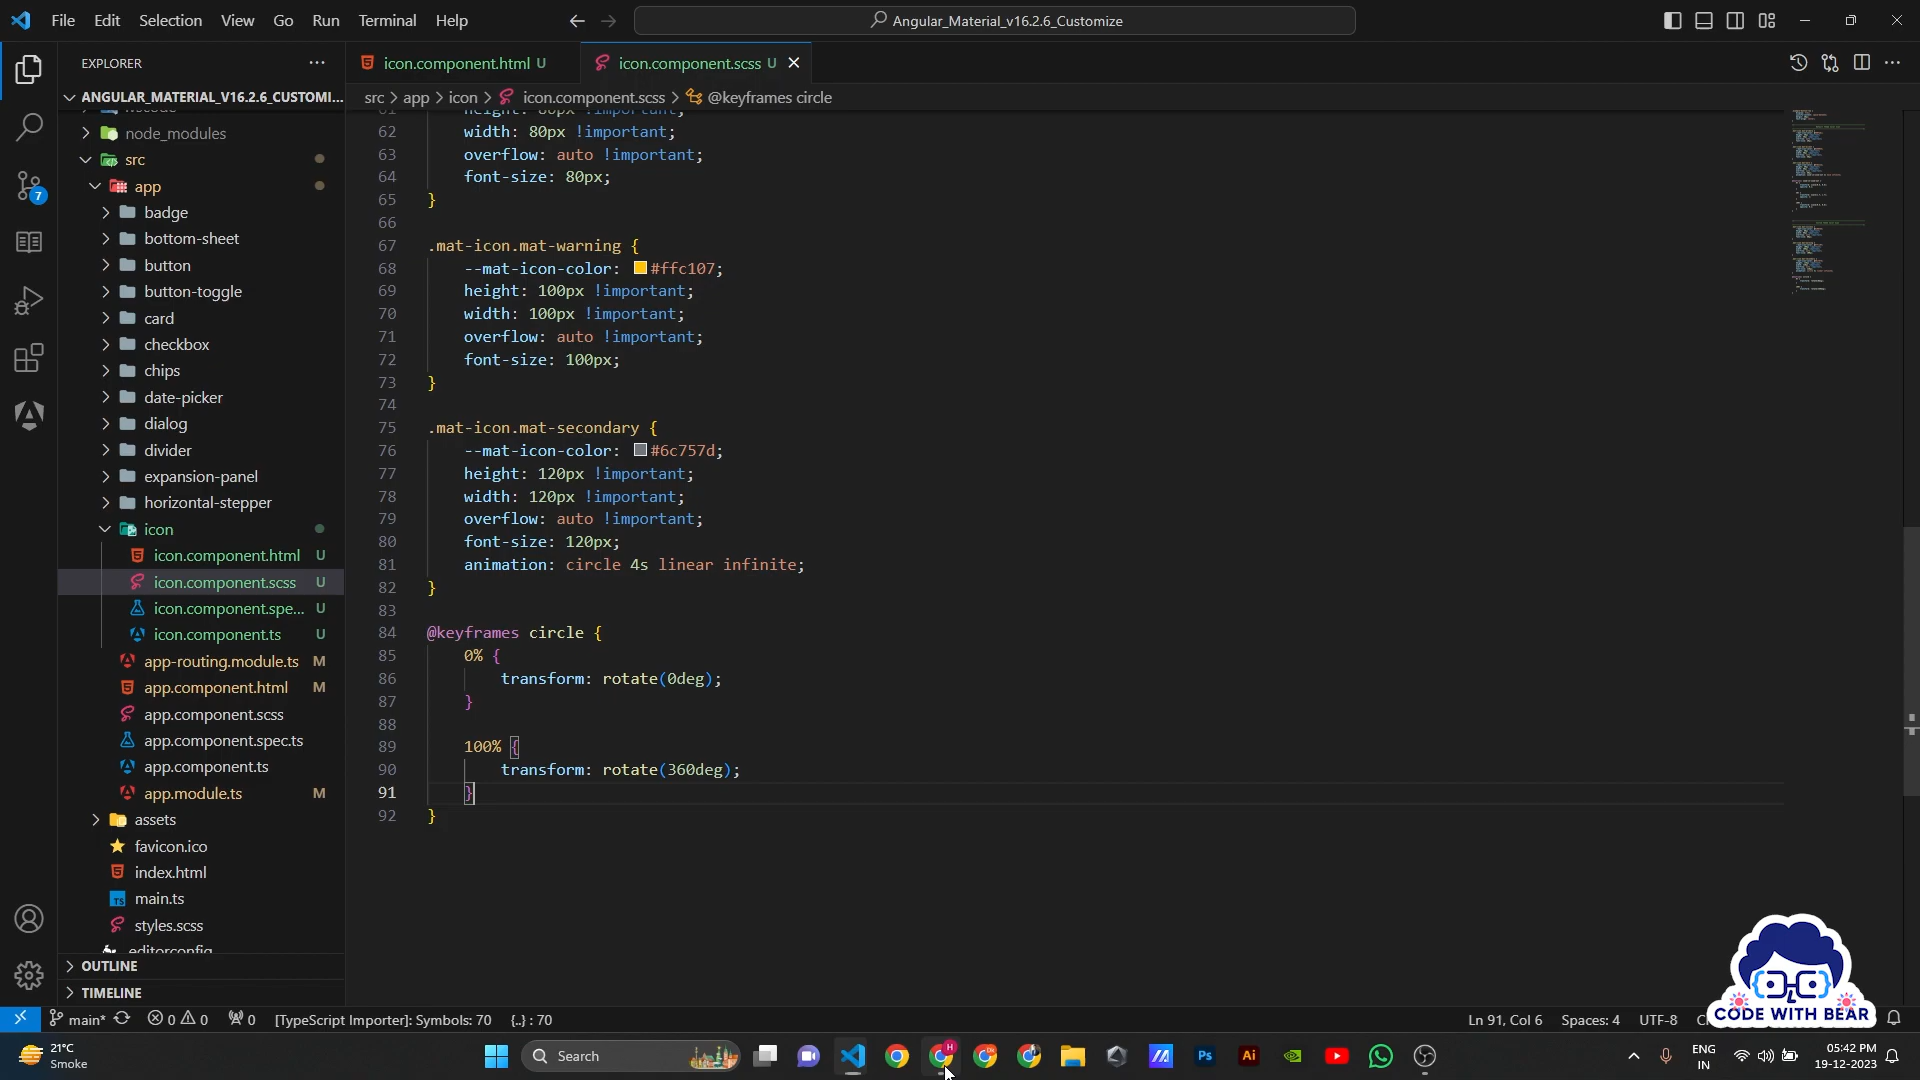 File Edit Selection View Go Run Terminal Help
Angular_Material_v16.2.6_Customize
EXPLORER
icon.component.html U
icon.component.scss U
ANGULAR_MATERIAL_V16.2.6_CUSTOMI...
src > app > icon > icon.component.scss > @keyframes circle
node_modules
src
app
badge
bottom-sheet
button
button-toggle
card
checkbox
chips
date-picker
dialog
divider
expansion-panel
horizontal-stepper
icon
icon.component.html U
icon.component.scss U
icon.component.spe... U
icon.component.ts U
app-routing.module.ts M
app.component.html M
app.component.scss
app.component.spec.ts
app.component.ts
app.module.ts M
assets
favicon.ico
index.html
main.ts
styles.scss
.editorconfig
OUTLINE
TIMELINE
7
61 height: 80px !important;
62 width: 80px !important;
63 overflow: auto !important;
64 font-size: 80px;
65 }
66
67 .mat-icon.mat-warning {
68 --mat-icon-color: #ffc107;
69 height: 100px !important;
70 width: 100px !important;
71 overflow: auto !important;
72 font-size: 100px;
73 }
74
75 .mat-icon.mat-secondary {
76 --mat-icon-color: #6c757d;
77 height: 120px !important;
78 width: 120px !important;
79 overflow: auto !important;
80 font-size: 120px;
81 animation: circle 4s linear infinite;
82 }
83
84 @keyframes circle {
85 0% {
86 transform: rotate(0deg);
87 }
88
89 100% {
90 transform: rotate(360deg);
91 }
92 }
CODE WITH BEAR
main* 0 0 0 [TypeScript Importer]: Symbols: 70 {..} : 70
Ln 91, Col 6 Spaces: 4 UTF-8
21°C
Smoke
Search
H
Ps
Ai
ENG
IN
05:42 PM
19-12-2023